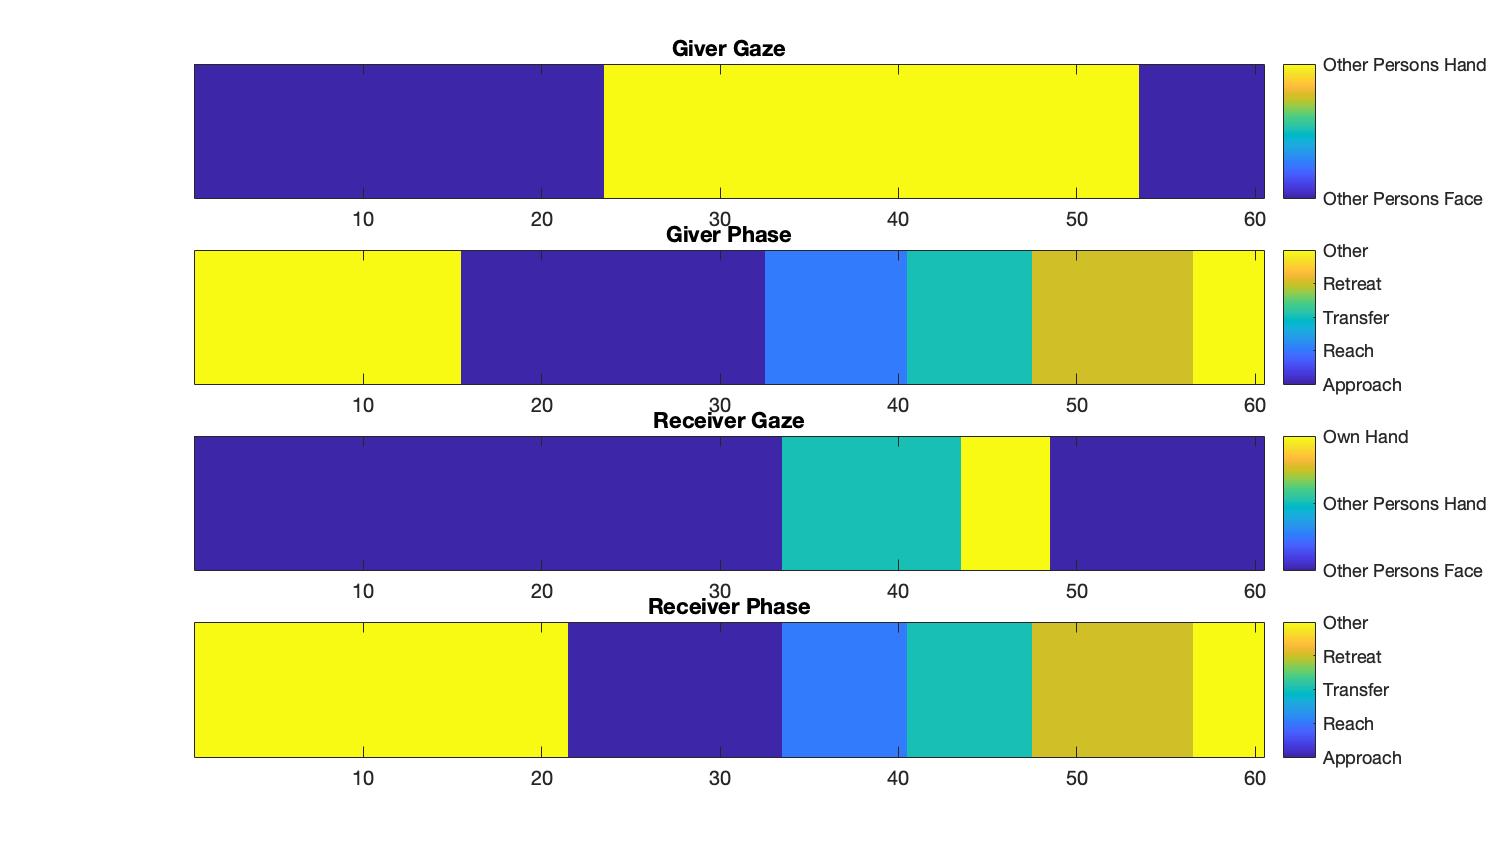 Giver Gaze
Other Persons Hand
Other Persons Face
10 20 30 40 50 60
Giver Phase
Other
Retreat
Transfer
Reach
Approach
10 20 30 40 50 60
Receiver Gaze
Own Hand
Other Persons Hand
Other Persons Face
10 20 30 40 50 60
Receiver Phase
Other
Retreat
Transfer
Reach
Approach
10 20 30 40 50 60